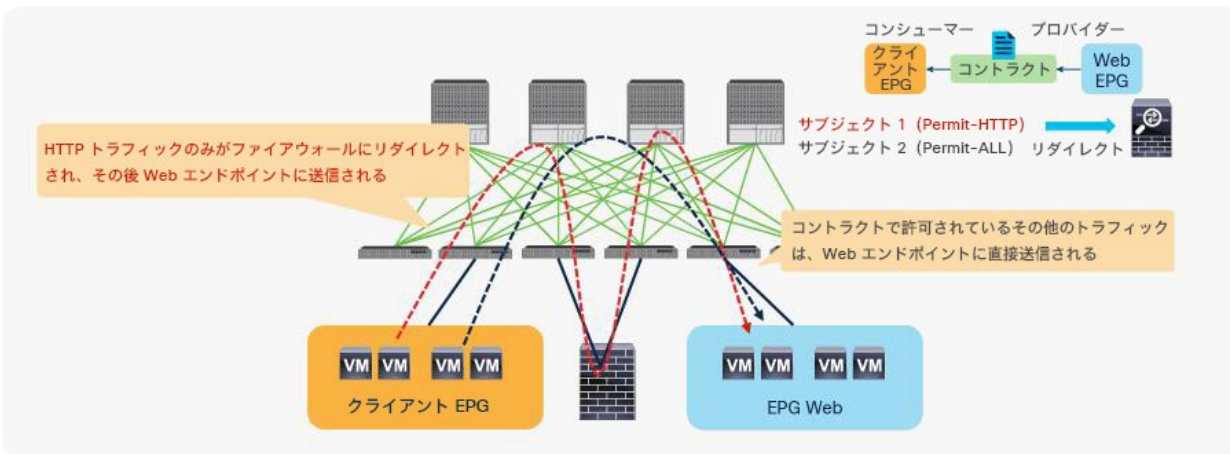 コンシューマー
プロバイダー
クライ
アント
EPG
コントラクト
Web
EPG
サブジェクト 1（Permit-HTTP）
サブジェクト 2（Permit-ALL）
リダイレクト
HTTP トラフィックのみがファイアウォールにリダイレクト
され、その後 Web エンドポイントに送信される
コントラクトで許可されているその他のトラフィック
は、Web エンドポイントに直接送信される
VM VM VM VM
クライアント EPG
VM VM VM VM
EPG Web